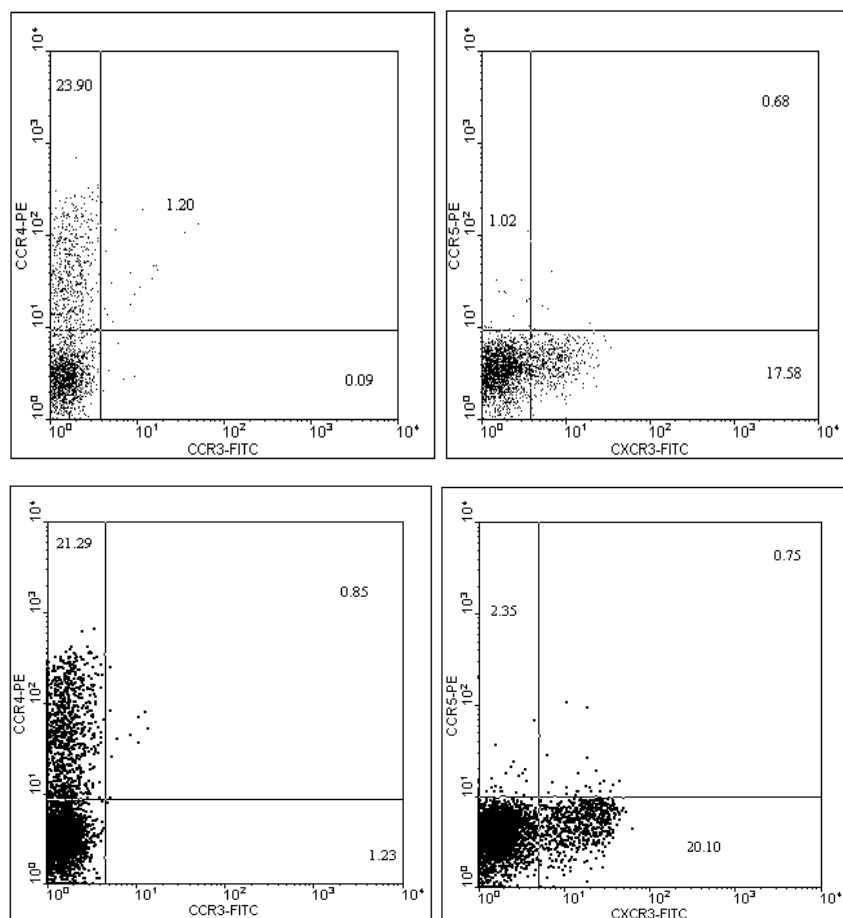 10⁴
23.90
10³
1.20
10²
CCR4-PE
10¹
0.09
10⁰
10⁰ 10¹ 10² 10³ 10⁴
CCR3-FITC
10⁴
0.68
10³
1.02
10²
CCR5-PE
10¹
17.58
10⁰
10⁰ 10¹ 10² 10³ 10⁴
CXCR3-FITC
10⁴
21.29
0.85
10³
10²
CCR4-PE
10¹
1.23
10⁰
10⁰ 10¹ 10² 10³ 10⁴
CCR3-FITC
10⁴
0.75
10³
2.35
10²
CCR5-PE
10¹
20.10
10⁰
10⁰ 10¹ 10² 10³ 10⁴
CXCR3-FITC